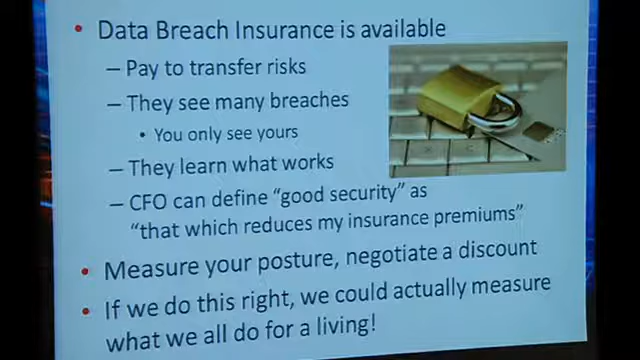 • Data Breach Insurance is available
– Pay to transfer risks
– They see many breaches
• You only see yours
– They learn what works
– CFO can define “good security” as
“that which reduces my insurance premiums”
• Measure your posture, negotiate a discount
• If we do this right, we could actually measure
what we all do for a living!